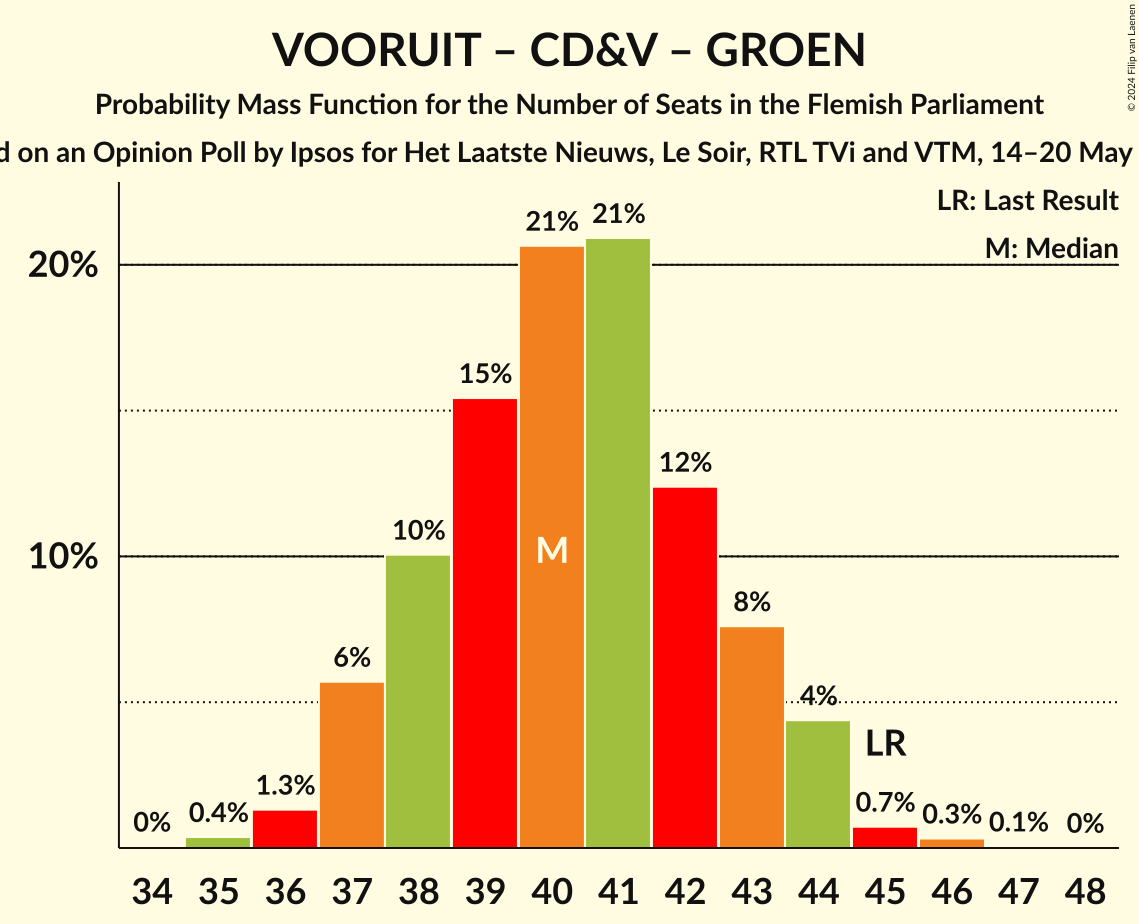 VOORUIT – CD&V – GROEN
Probability Mass Function for the Number of Seats in the Flemish Parliament
on an Opinion Poll by Ipsos for Het Laatste Nieuws, Le Soir, RTL TVi and VTM, 14–20 May
© 2024 Filip van Laenen
LR: Last Result
M: Median
20%
10%
0%
0.4%
1.3%
6%
10%
15%
21%
21%
12%
8%
4%
0.7%
0.3%
0.1%
0%
M
LR
34 35 36 37 38 39 40 41 42 43 44 45 46 47 48